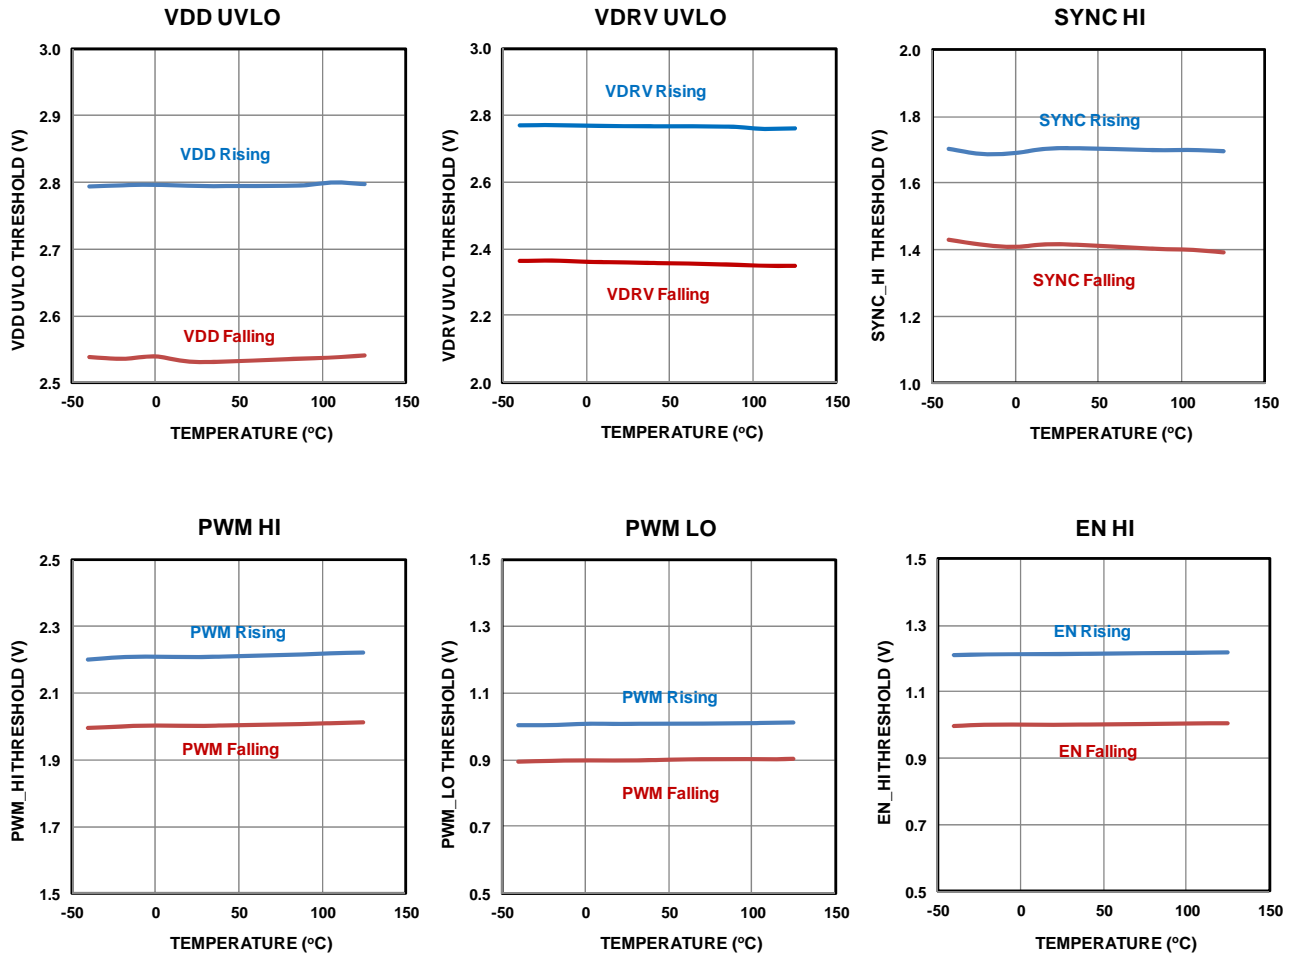 VDD UVLO
VDRV UVLO
SYNC HI
3.0
2.9
2.8
2.7
2.6
2.5
VDD UVLO THRESHOLD (V)
VDD Rising
VDD Falling
-50 0 50 100 150
TEMPERATURE (ºC)
3.0
2.8
2.6
2.4
2.2
2.0
VDRV UVLO THRESHOLD (V)
VDRV Rising
VDRV Falling
-50 0 50 100 150
TEMPERATURE (ºC)
2.0
1.8
1.6
1.4
1.2
1.0
SYNC_HI THRESHOLD (V)
SYNC Rising
SYNC Falling
-50 0 50 100 150
TEMPERATURE (ºC)
PWM HI
PWM LO
EN HI
2.5
2.3
2.1
1.9
1.7
1.5
PWM_HI THRESHOLD (V)
PWM Rising
PWM Falling
-50 0 50 100 150
TEMPERATURE (ºC)
1.5
1.3
1.1
0.9
0.7
0.5
PWM_LO THRESHOLD (V)
PWM Rising
PWM Falling
-50 0 50 100 150
TEMPERATURE (ºC)
1.5
1.3
1.1
0.9
0.7
0.5
EN_HI THRESHOLD (V)
EN Rising
EN Falling
-50 0 50 100 150
TEMPERATURE (ºC)